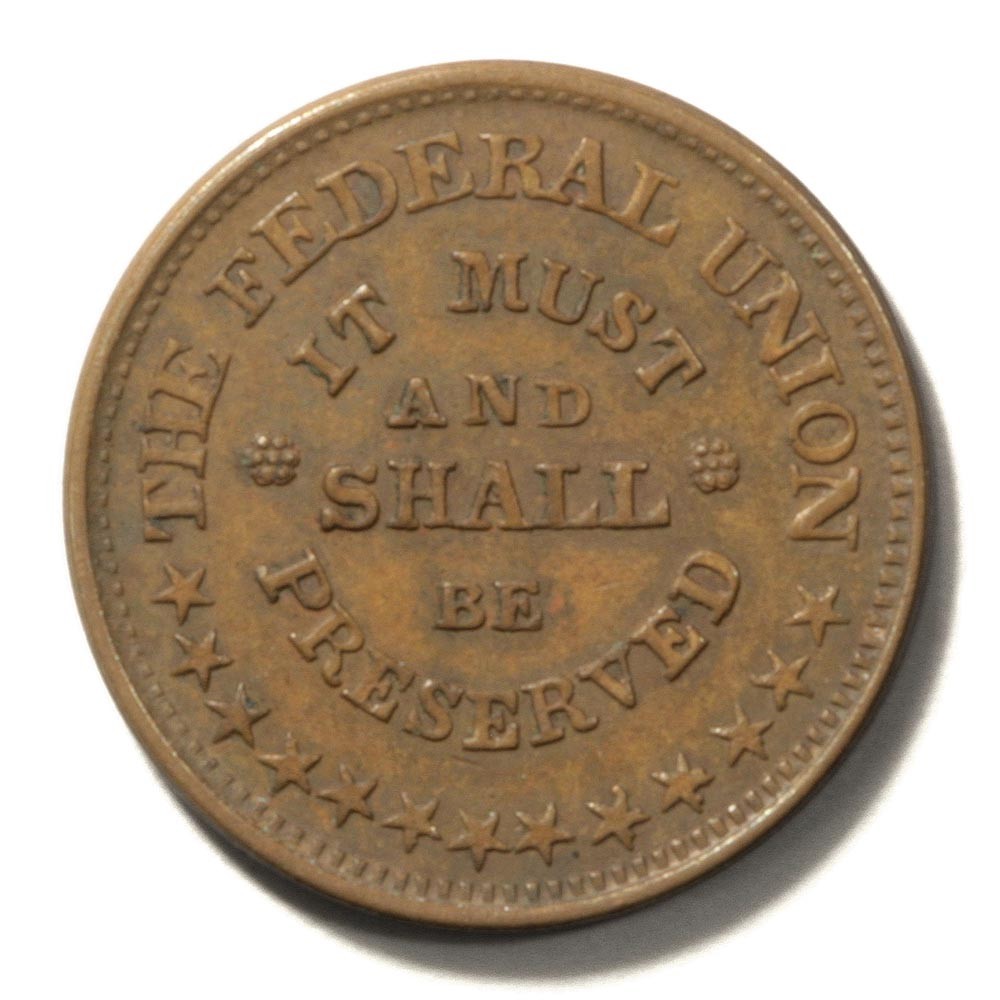 THE FEDERAL UNION
IT MUST
AND
SHALL
BE
PRESERVED